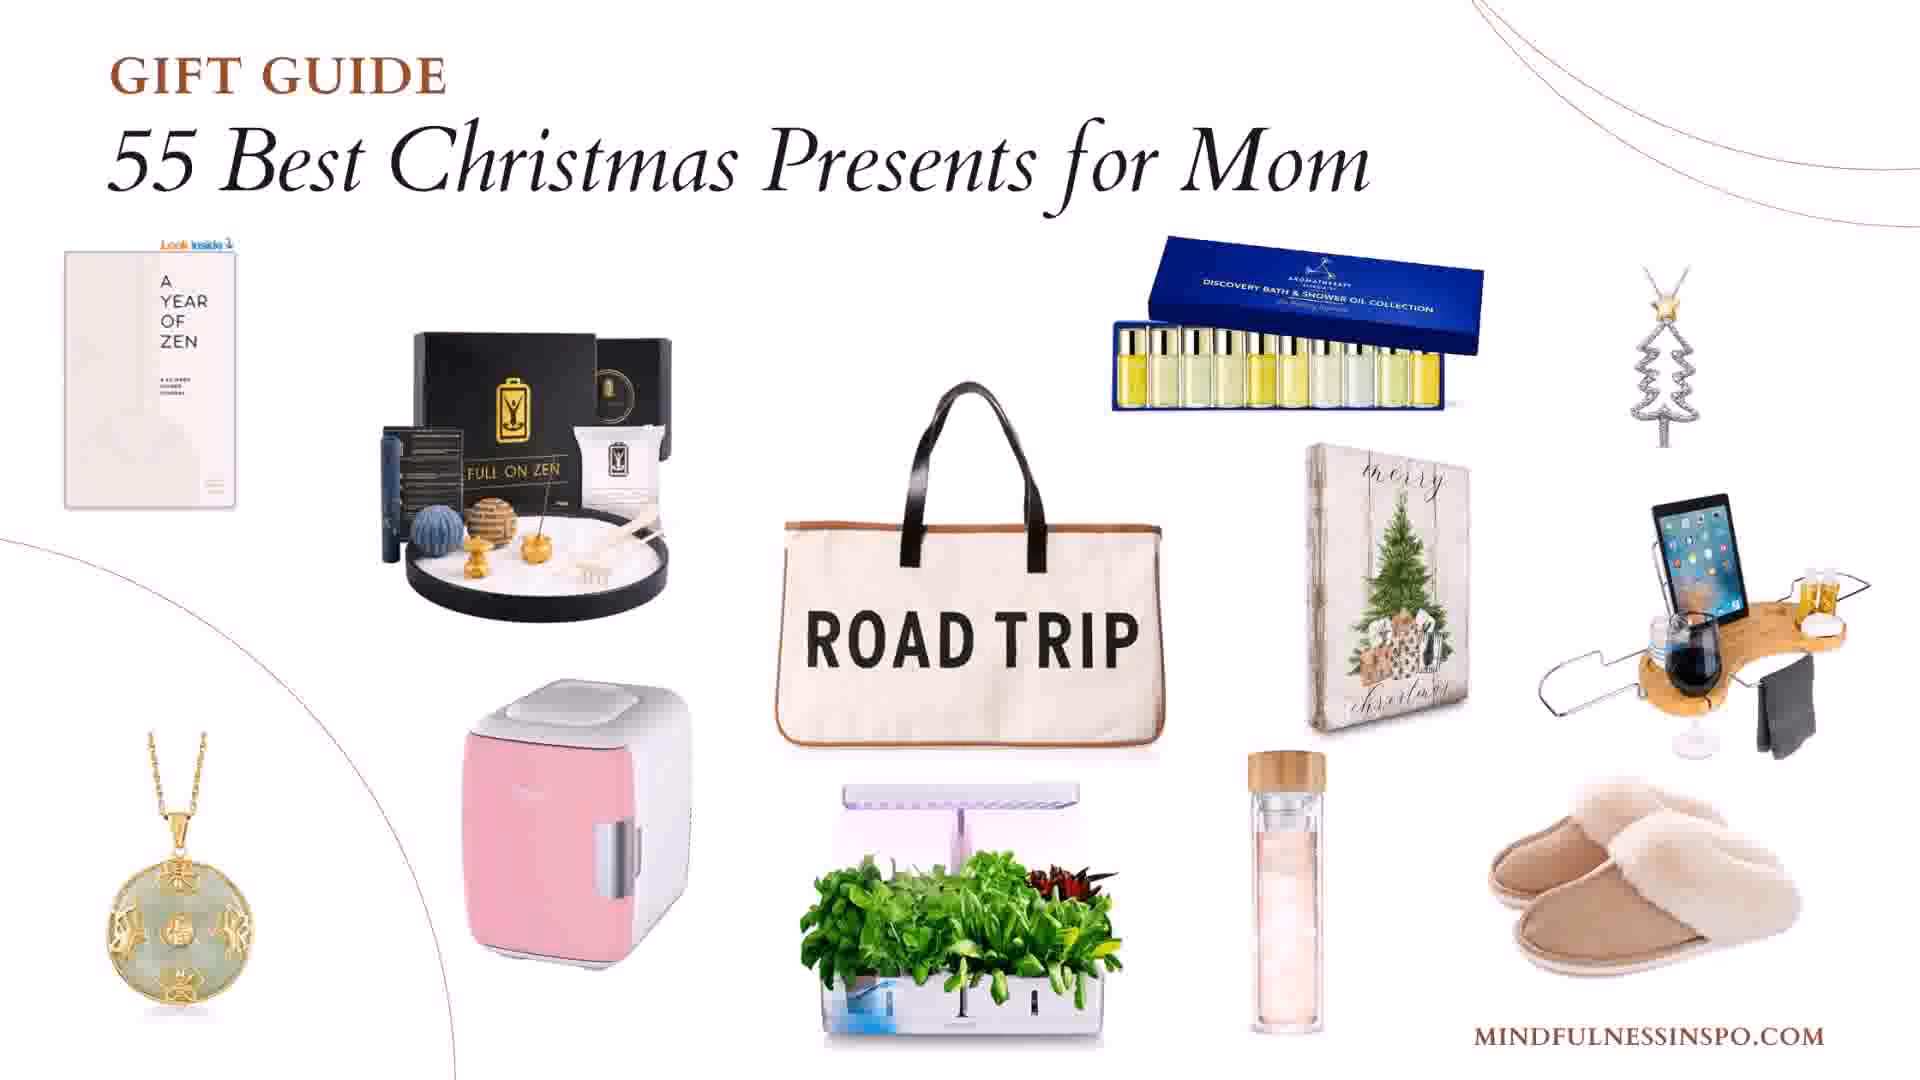 GIFT GUIDE
55 Best Christmas Presents for Mom
Look Inside
A
YEAR
OF
ZEN
FULL ON ZEN
AROMATHERAPY
DISCOVERY BATH & SHOWER OIL COLLECTION
ROAD TRIP
merry
christmas
MINDFULNESSINSPO.COM